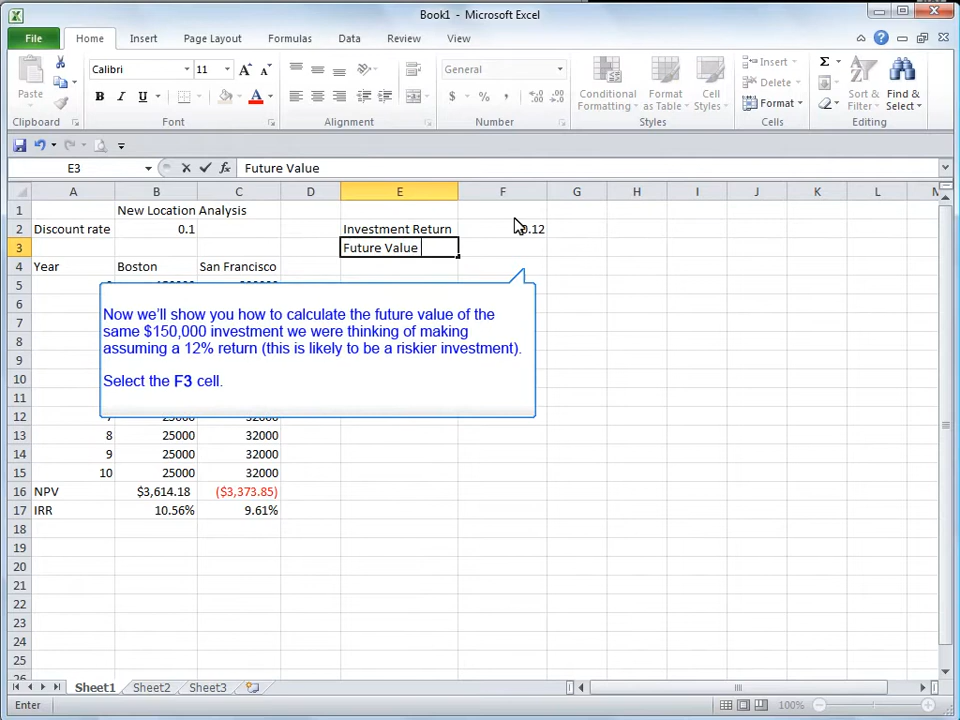 Book1 - Microsoft Excel
File Home Insert Page Layout Formulas Data Review View
Calibri 11 General
Paste
B I U
$ % ,
Conditional Formatting
Format as Table
Cell Styles
Insert
Delete
Format
Σ
Sort & Filter
Find & Select
Clipboard Font Alignment Number Styles Cells Editing
E3 fx Future Value
A B C D E F G H I J K L M
1 New Location Analysis
2 Discount rate 0.1 Investment Return 0.12
3 Future Value
4 Year Boston San Francisco
5
6
7
8
9
10
11
12
13 8 25000 32000
14 9 25000 32000
15 10 25000 32000
16 NPV $3,614.18 ($3,373.85)
17 IRR 10.56% 9.61%
18
19
20
21
22
23
24
25
26
Now we'll show you how to calculate the future value of the
same $150,000 investment we were thinking of making
assuming a 12% return (this is likely to be a riskier investment).
Select the F3 cell.
Sheet1 Sheet2 Sheet3
Enter 100%